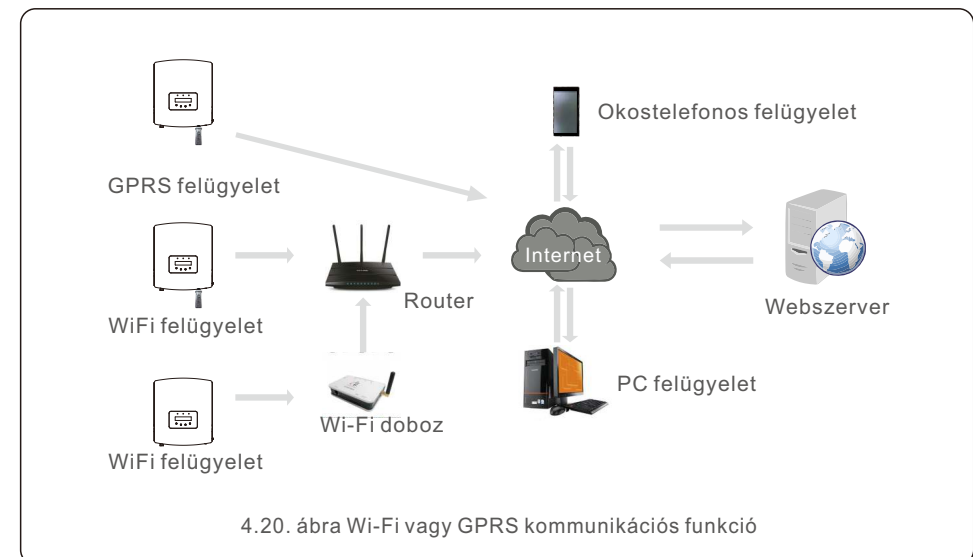 GPRS felügyelet
WiFi felügyelet
WiFi felügyelet
Router
Wi-Fi doboz
Okostelefonos felügyelet
Internet
Webszerver
PC felügyelet
4.20. ábra Wi-Fi vagy GPRS kommunikációs funkció